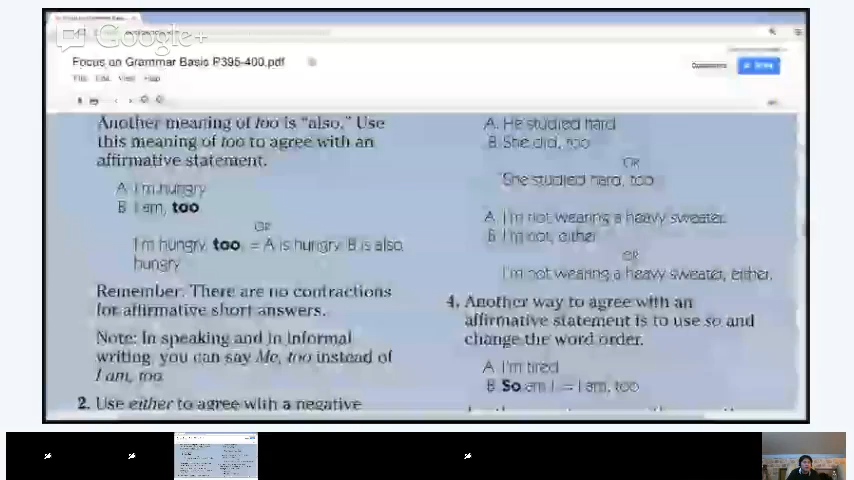 Google+
Focus on Grammar Basic P395-400.pdf
File Edit View Help
Comments
Share
Another meaning of too is "also." Use
this meaning of too to agree with an
affirmative statement.
A I'm hungry
B I am, too
OR
I'm hungry, too = A is hungry. B is also
hungry
Remember: There are no contractions
for affirmative short answers.
Note: In speaking and in informal
writing, you can say Me, too instead of
I am, too
2. Use either to agree with a negative
A. He studied hard
B She did, too
OR
She studied hard, too
A I'm not wearing a heavy sweater.
B I'm not, either
OR
I'm not wearing a heavy sweater, either.
4. Another way to agree with an
affirmative statement is to use so and
change the word order.
A I'm tired
B So am I = I am, too